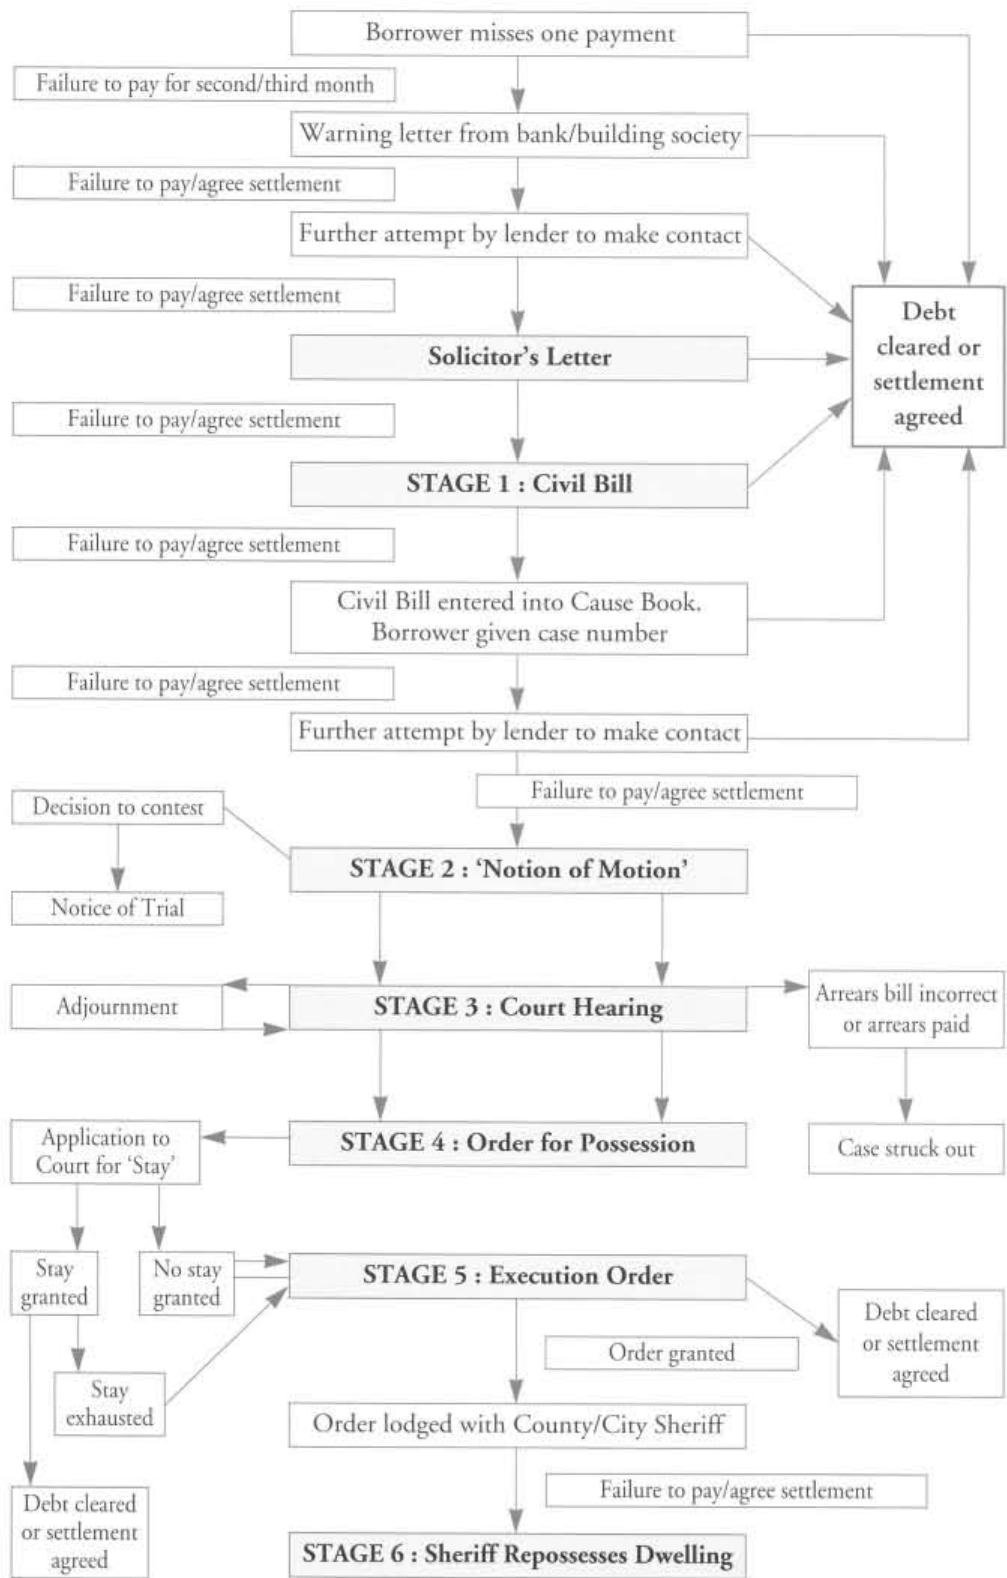 Borrower misses one payment
Failure to pay for second/third month
Warning letter from bank/building society
Failure to pay/agree settlement
Further attempt by lender to make contact
Failure to pay/agree settlement
Debt
cleared or
settlement
agreed
Solicitor's Letter
Failure to pay/agree settlement
STAGE 1 : Civil Bill
Failure to pay/agree settlement
Civil Bill entered into Cause Book.
Borrower given case number
Failure to pay/agree settlement
Further attempt by lender to make contact
Failure to pay/agree settlement
Decision to contest
STAGE 2 : ‘Notion of Motion’
Notice of Trial
Adjournment
STAGE 3 : Court Hearing
Arrears bill incorrect
or arrears paid
Application to
Court for ‘Stay’
STAGE 4 : Order for Possession
Case struck out
Stay
granted
No stay
granted
STAGE 5 : Execution Order
Debt cleared
or settlement
agreed
Order granted
Stay
exhausted
Order lodged with County/City Sheriff
Failure to pay/agree settlement
Debt cleared
or settlement
agreed
STAGE 6 : Sheriff Repossesses Dwelling